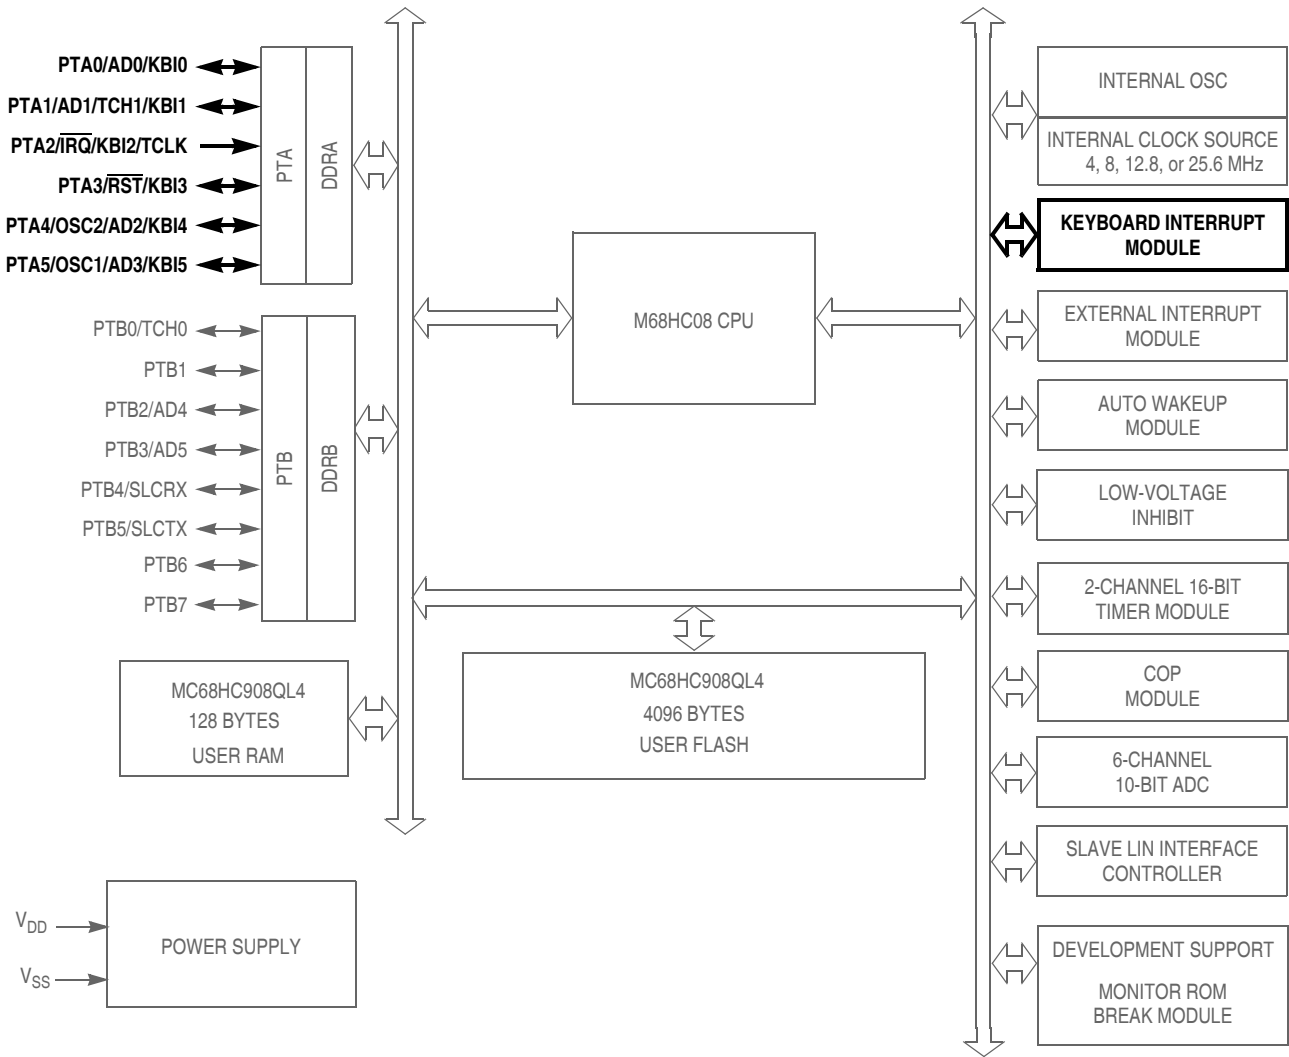 PTA0/AD0/KBI0
PTA1/AD1/TCH1/KBI1
PTA2/IRQ/KBI2/TCLK
PTA3/RST/KBI3
PTA4/OSC2/AD2/KBI4
PTA5/OSC1/AD3/KBI5
PTA
DDRA
PTB0/TCH0
PTB1
PTB2/AD4
PTB3/AD5
PTB4/SLCRX
PTB5/SLCTX
PTB6
PTB7
PTB
DDRB
MC68HC908QL4
128 BYTES
USER RAM
VDD
VSS
POWER SUPPLY
M68HC08 CPU
MC68HC908QL4
4096 BYTES
USER FLASH
INTERNAL OSC
INTERNAL CLOCK SOURCE
4, 8, 12.8, or 25.6 MHz
KEYBOARD INTERRUPT
MODULE
EXTERNAL INTERRUPT
MODULE
AUTO WAKEUP
MODULE
LOW-VOLTAGE
INHIBIT
2-CHANNEL 16-BIT
TIMER MODULE
COP
MODULE
6-CHANNEL
10-BIT ADC
SLAVE LIN INTERFACE
CONTROLLER
DEVELOPMENT SUPPORT
MONITOR ROM
BREAK MODULE